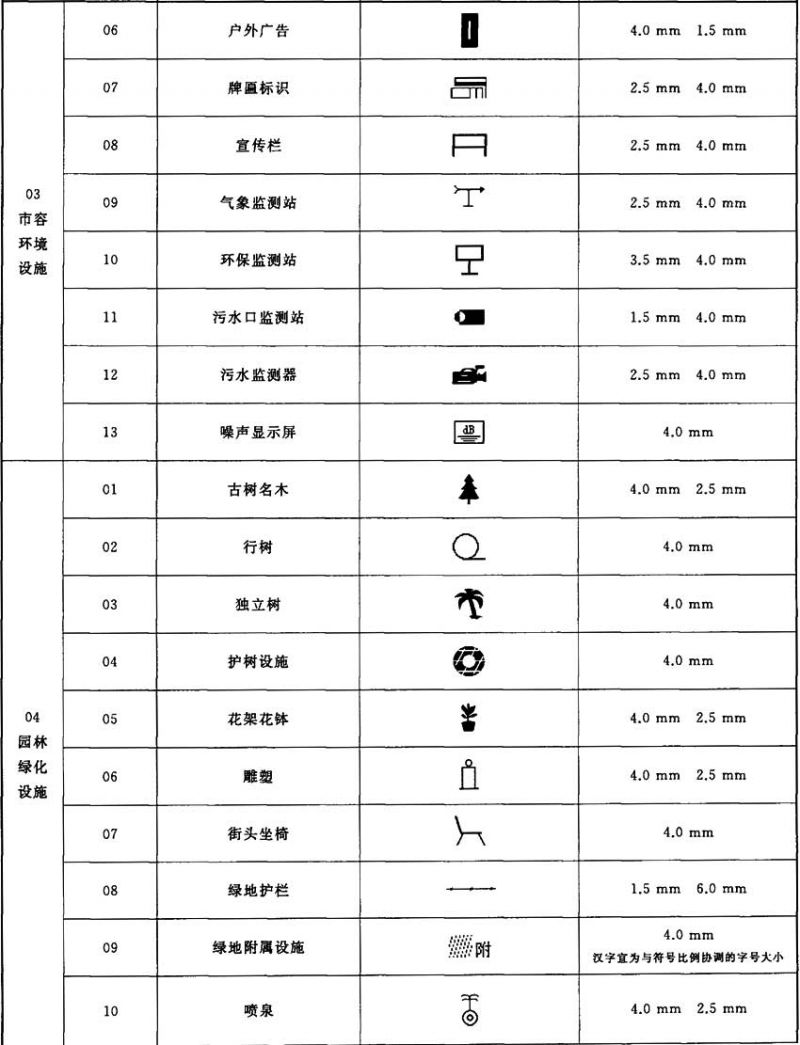 06 户外广告 4.0 mm 1.5 mm
07 牌匾标识 2.5 mm 4.0 mm
08 宣传栏 2.5 mm 4.0 mm
03
市容
环境
设施
09 气象监测站 2.5 mm 4.0 mm
10 环保监测站 3.5 mm 4.0 mm
11 污水口监测站 1.5 mm 4.0 mm
12 污水监测器 2.5 mm 4.0 mm
13 噪声显示屏 dB 4.0 mm
01 古树名木 4.0 mm 2.5 mm
02 行树 4.0 mm
03 独立树 4.0 mm
04 护树设施 4.0 mm
04
园林
绿化
设施
05 花架花钵 4.0 mm 2.5 mm
06 雕塑 4.0 mm 2.5 mm
07 街头坐椅 4.0 mm
08 绿地护栏 1.5 mm 6.0 mm
09 绿地附属设施 附 4.0 mm
汉字宜为与符号比例协调的字号大小
10 喷泉 4.0 mm 2.5 mm